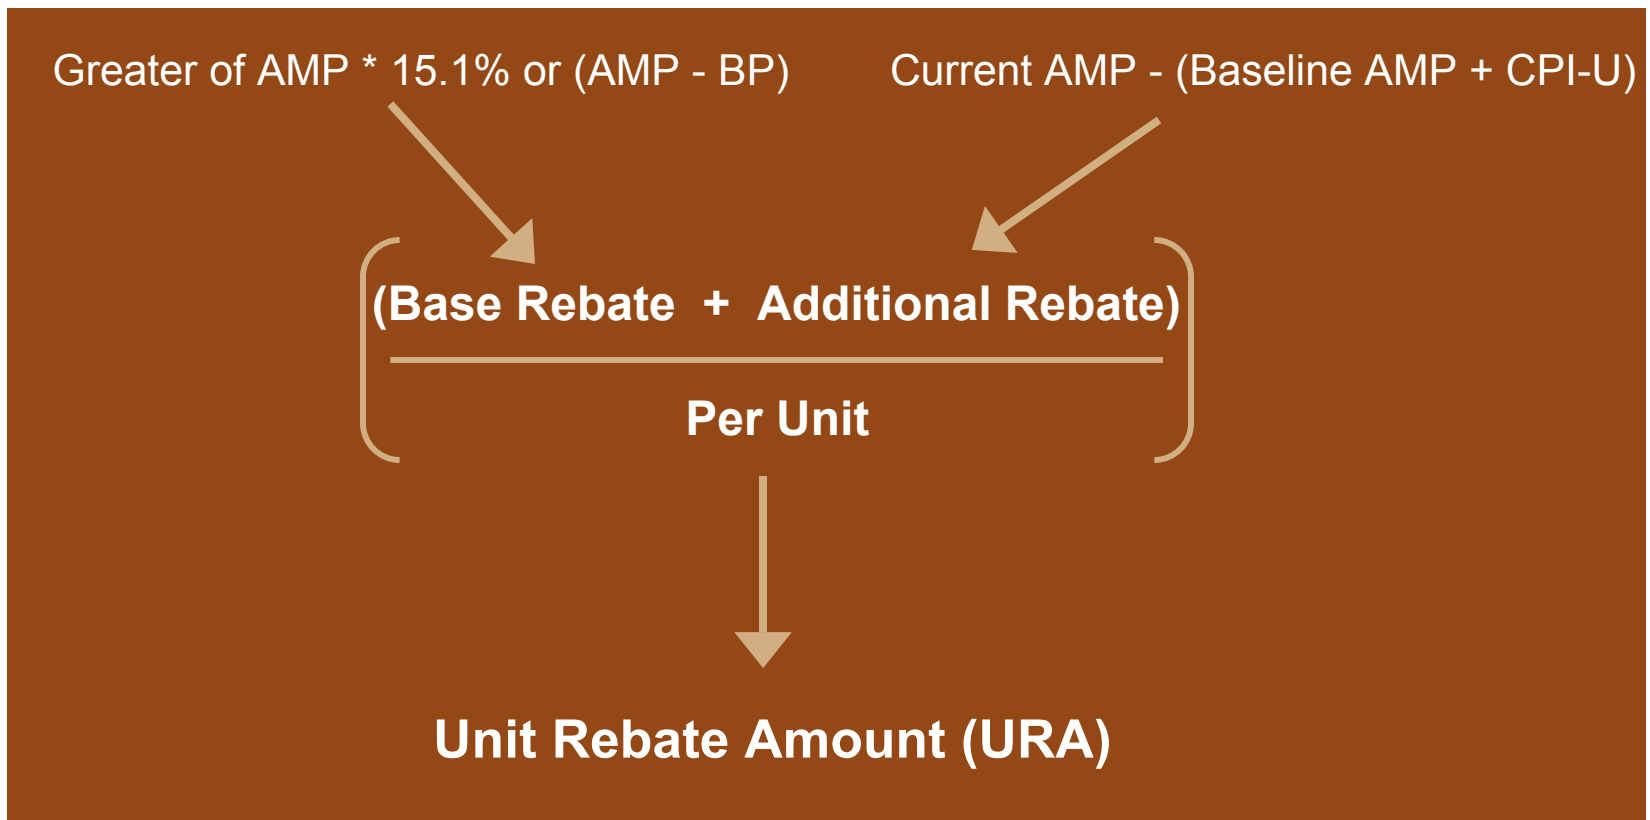 Greater of AMP * 15.1% or (AMP - BP)
Current AMP - (Baseline AMP + CPI-U)
(Base Rebate + Additional Rebate)
Per Unit
Unit Rebate Amount (URA)